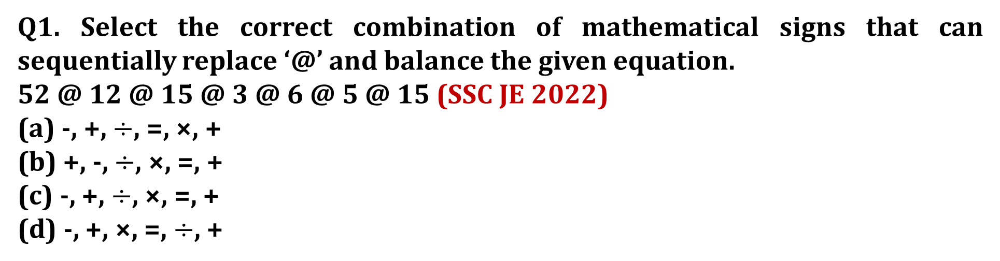 Q1. Select the correct combination of mathematical signs that can
sequentially replace ‘@’ and balance the given equation.
52 @ 12 @ 15 @ 3 @ 6 @ 5 @ 15 (SSC JE 2022)
(a) -, +, ÷, =, ×, +
(b) +, -, ÷, ×, =, +
(c) -, +, ÷, ×, =, +
(d) -, +, ×, =, ÷, +